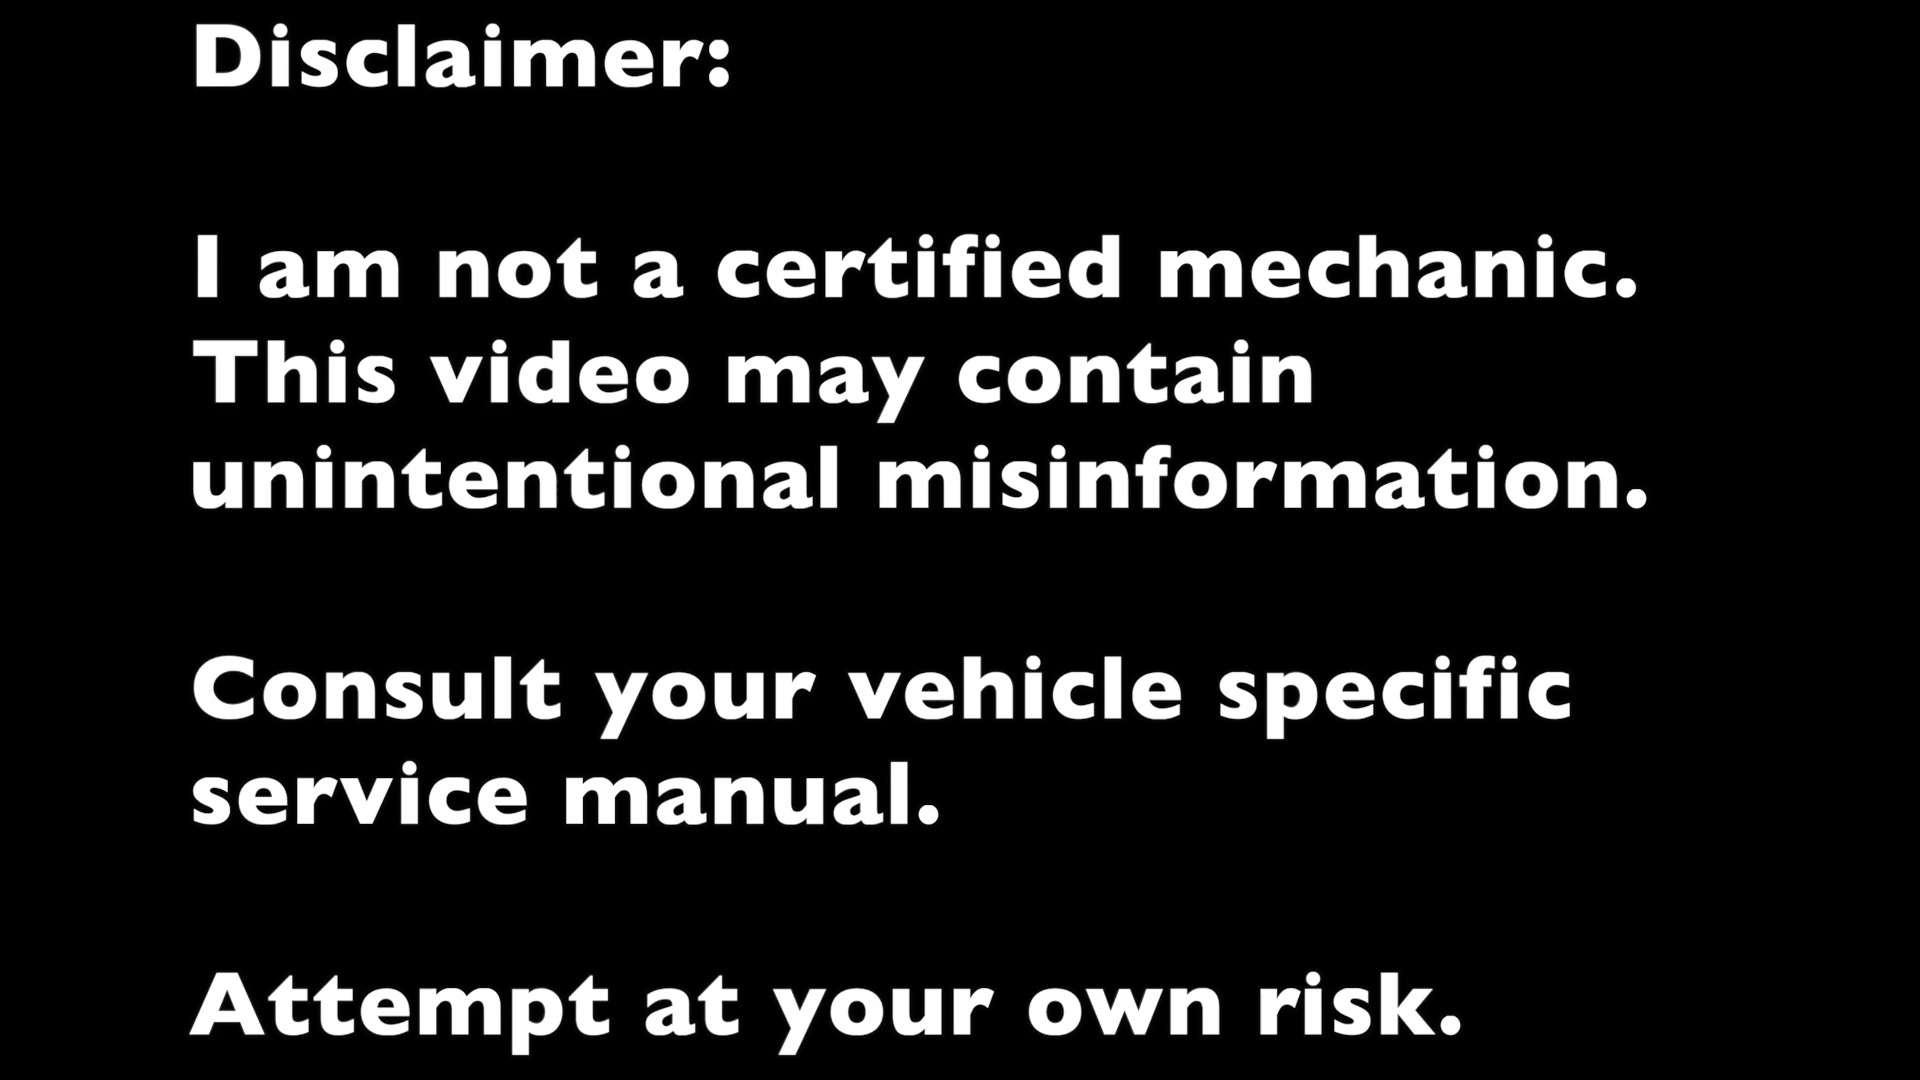 Disclaimer:
I am not a certified mechanic.
This video may contain
unintentional misinformation.
Consult your vehicle specific
service manual.
Attempt at your own risk.